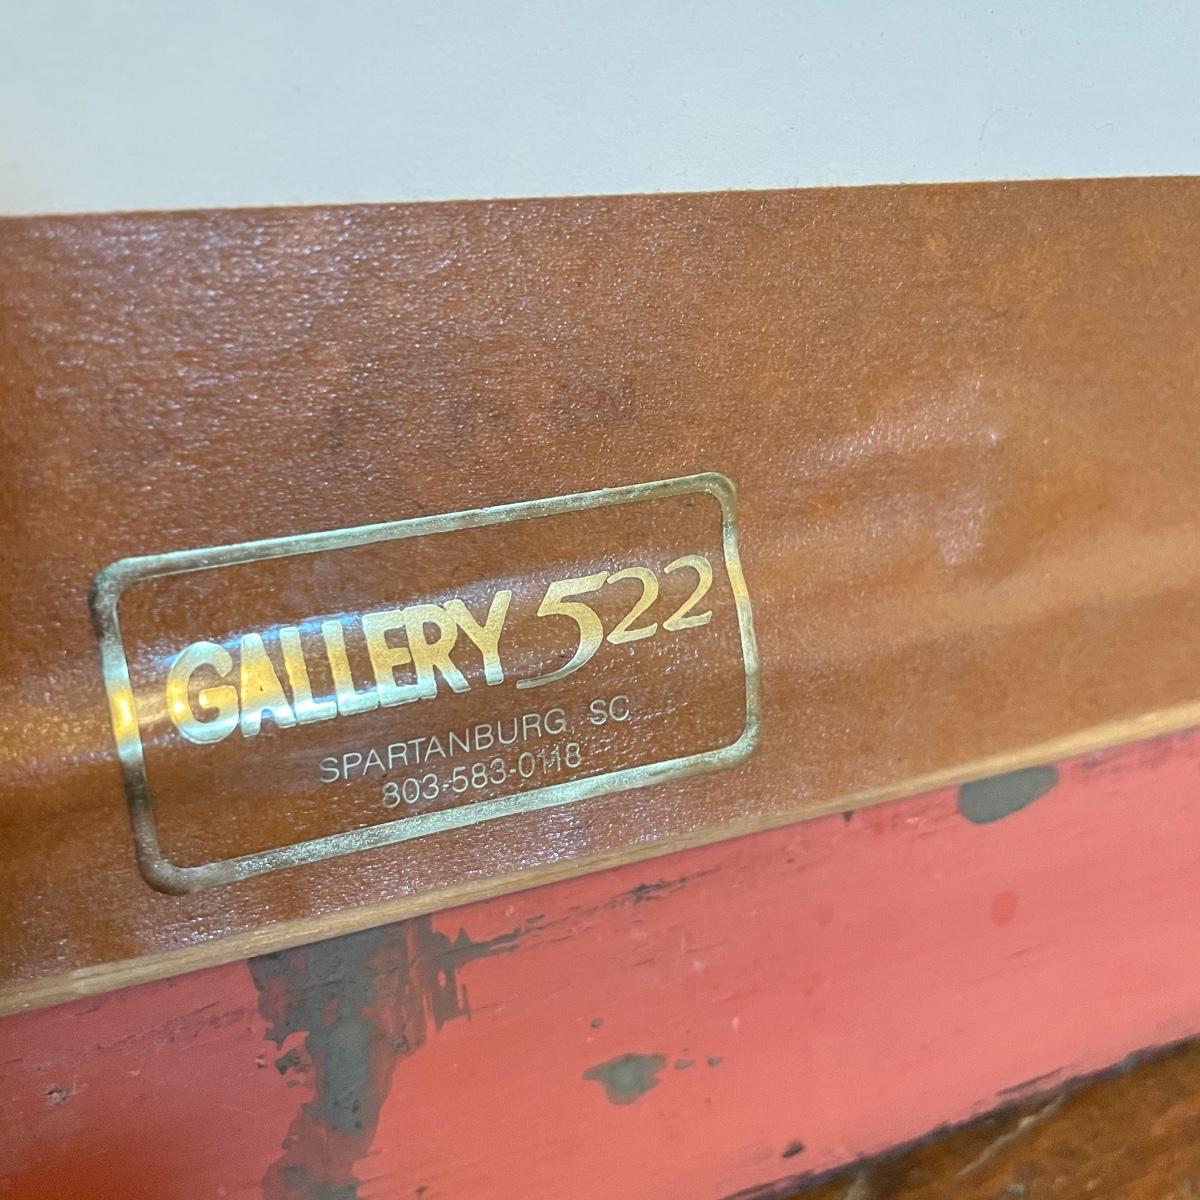 GALLERY 522
SPARTANBURG, SC
803-583-0118